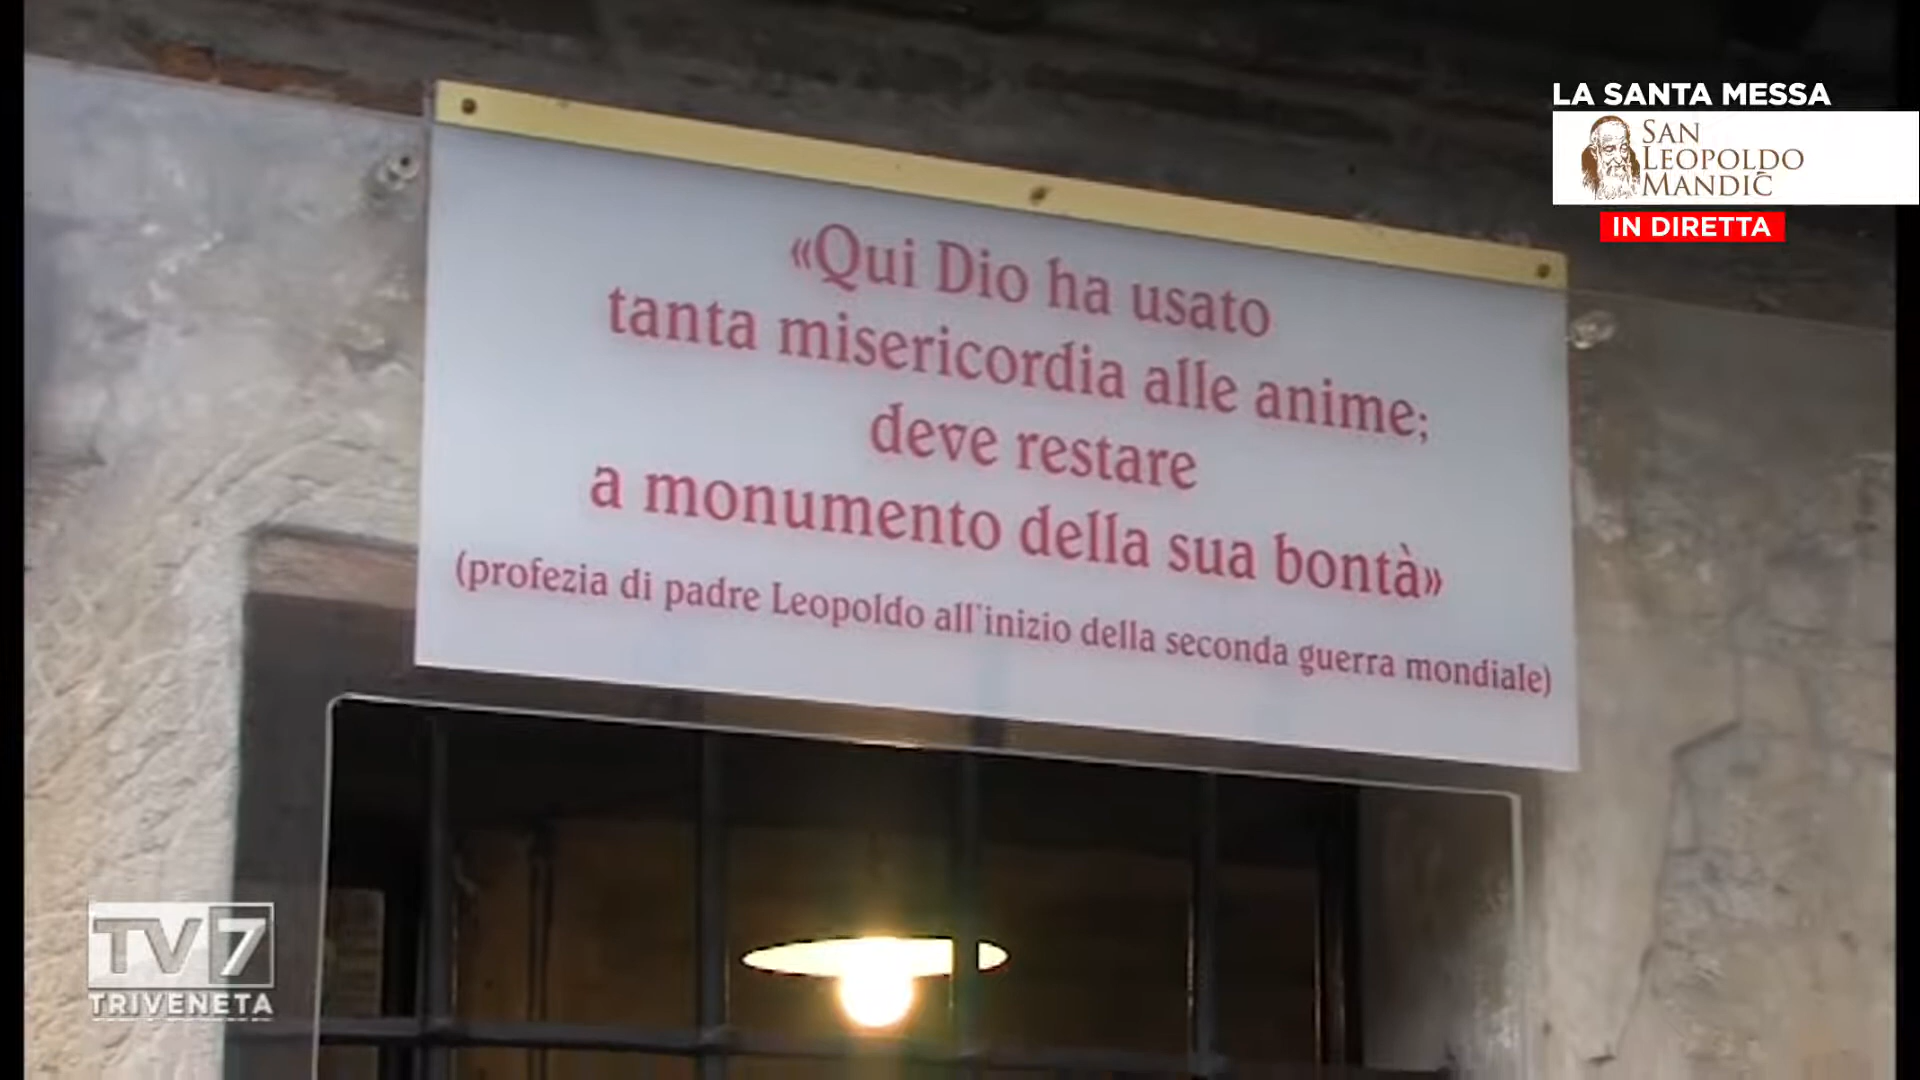 LA SANTA MESSA
SAN
LEOPOLDO
MANDIĆ
IN DIRETTA
«Qui Dio ha usato
tanta misericordia alle anime;
deve restare
a monumento della sua bontà»
(profezia di padre Leopoldo all'inizio della seconda guerra mondiale)
TV7
TRIVENETA